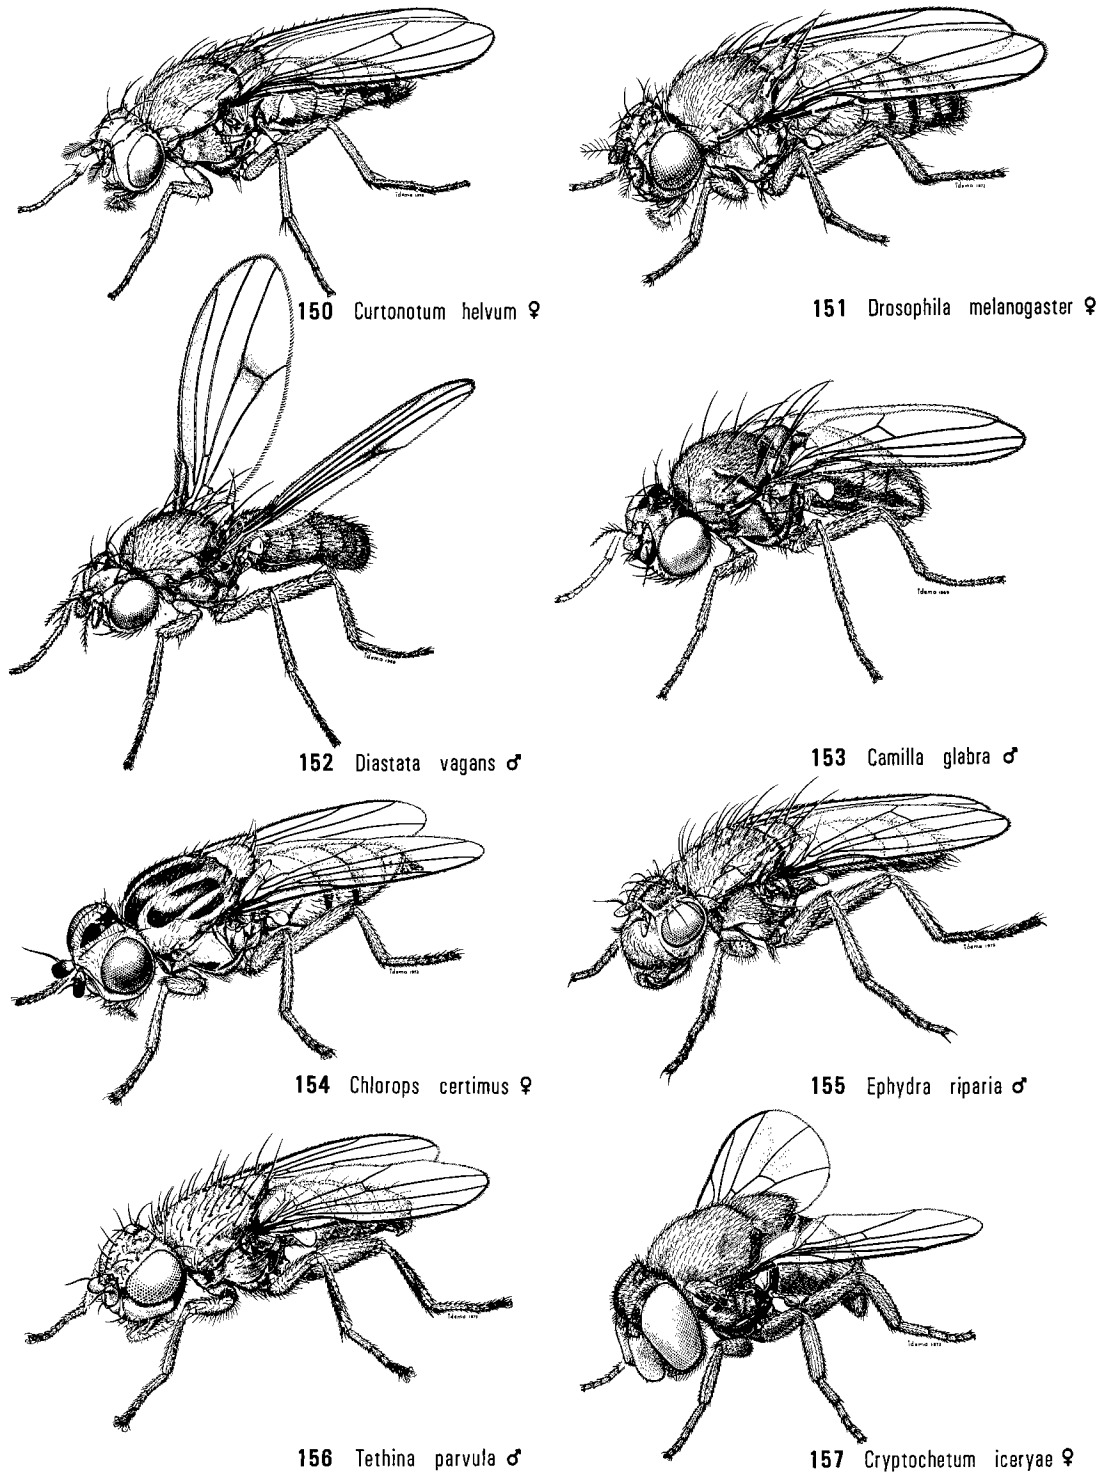 150 Curtonotum helvum ♀
151 Drosophila melanogaster ♀
152 Diastata vagans ♂
153 Camilla glabra ♂
154 Chlorops certimus ♀
155 Ephydra riparia ♂
156 Tethina parvula ♂
157 Cryptochetum iceryae ♀